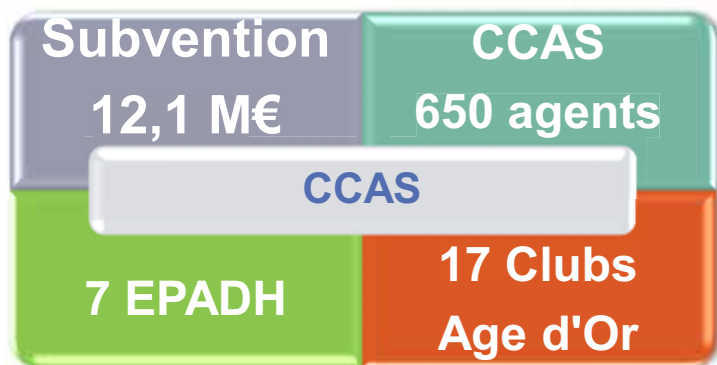 Subvention
12,1 M€
CCAS
650 agents
CCAS
7 EPADH
17 Clubs
Age d'Or